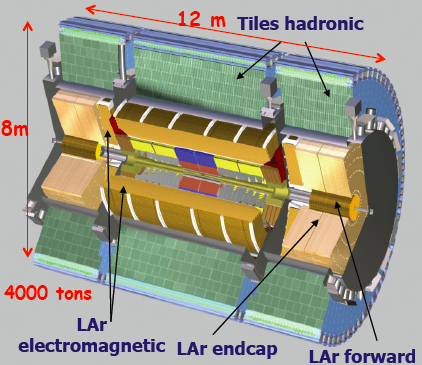 12 m
Tiles hadronic
8m
4000 tons
LAr
electromagnetic
LAr endcap
LAr forward